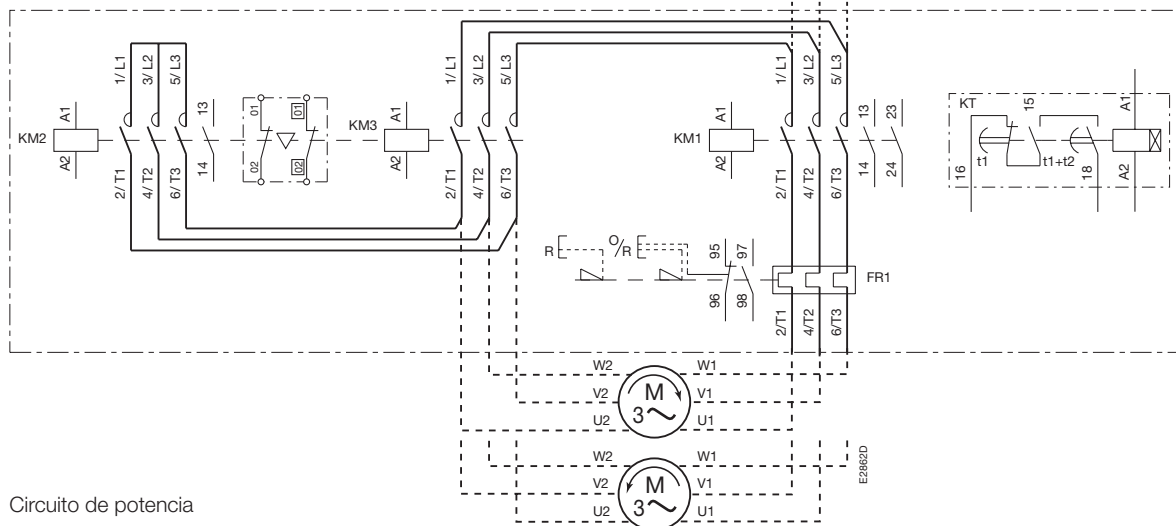 1/ L1 3/ L2 5/ L3
1/ L1 3/ L2 5/ L3
1/ L1 3/ L2 5/ L3
KM2 A1 A2
13 14
01 02
01 02
KM3 A1 A2
KM1 A1 A2
13 23
14 24
KT 15 A1
t1 t1+t2
16 18 A2
2/ T1 4/ T2 6/ T3
2/ T1 4/ T2 6/ T3
2/ T1 4/ T2 6/ T3
R O/R 95 97
96 98
FR1
2/T1 4/T2 6/T3
W2 W1
V2 M 3 V1
U2 U1
W2 W1
V2 M 3 V1
U2 U1
E2862D
Circuito de potencia